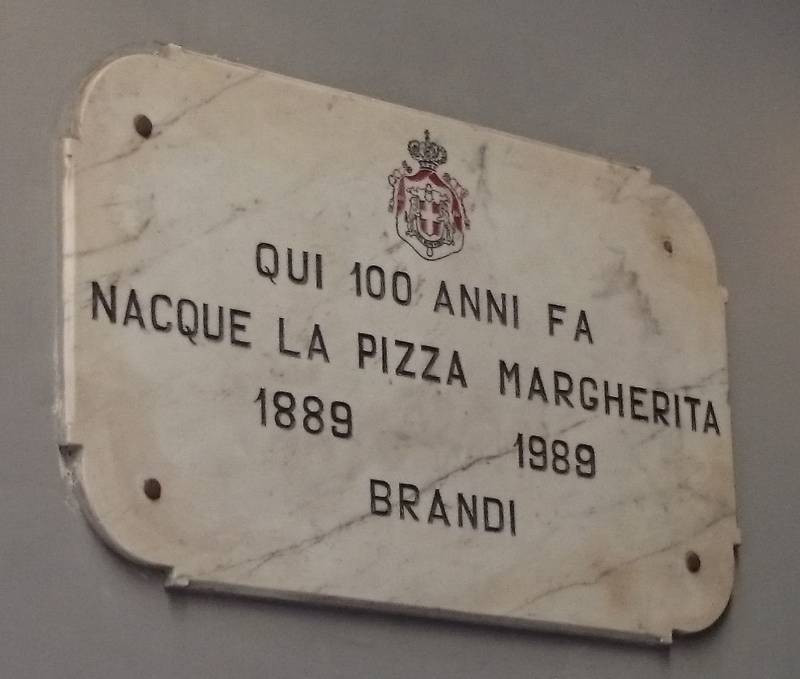 QUI 100 ANNI FA
NACQUE LA PIZZA MARGHERITA
1889 1989
BRANDI